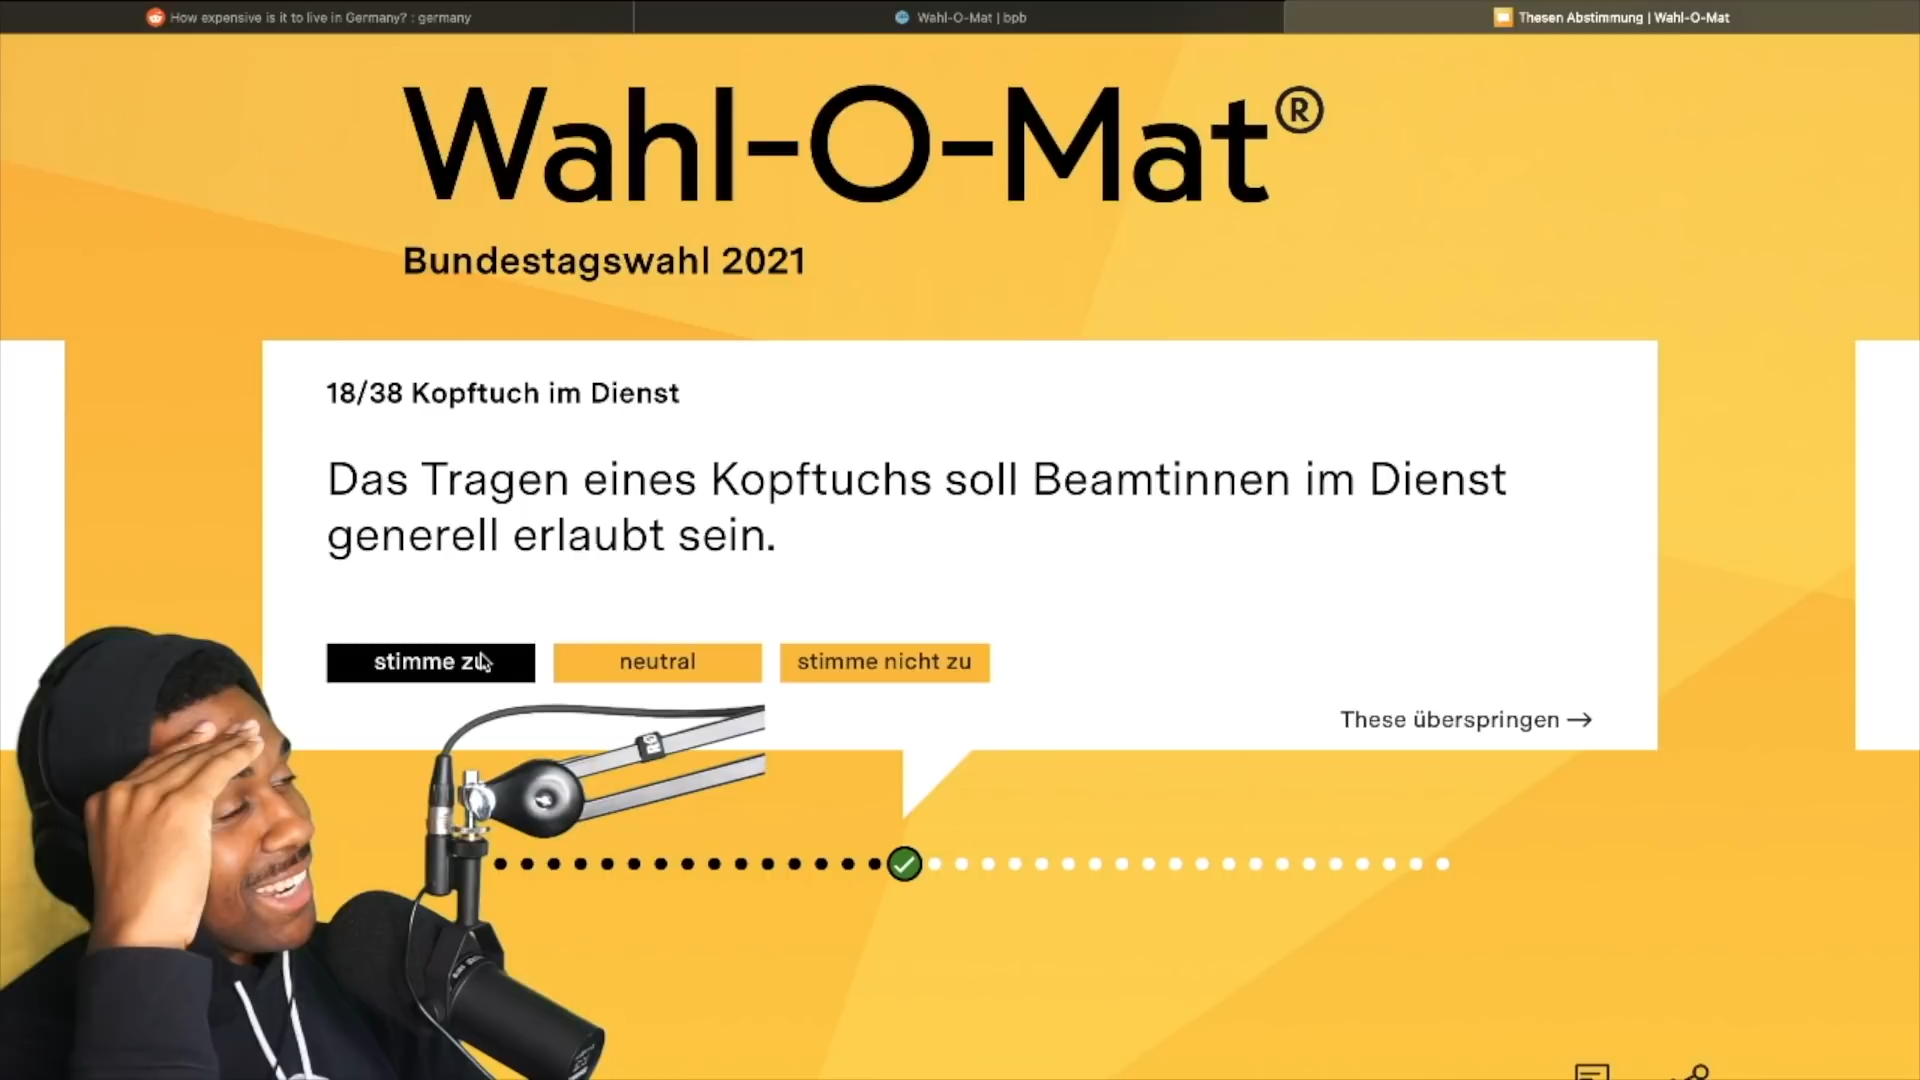 How expensive is it to live in Germany? : germany
Wahl-O-Mat | bpb
Thesen Abstimmung | Wahl-O-Mat
Wahl-O-Mat®
Bundestagswahl 2021
18/38 Kopftuch im Dienst
Das Tragen eines Kopftuchs soll Beamtinnen im Dienst
generell erlaubt sein.
stimme zu
neutral
stimme nicht zu
These überspringen →